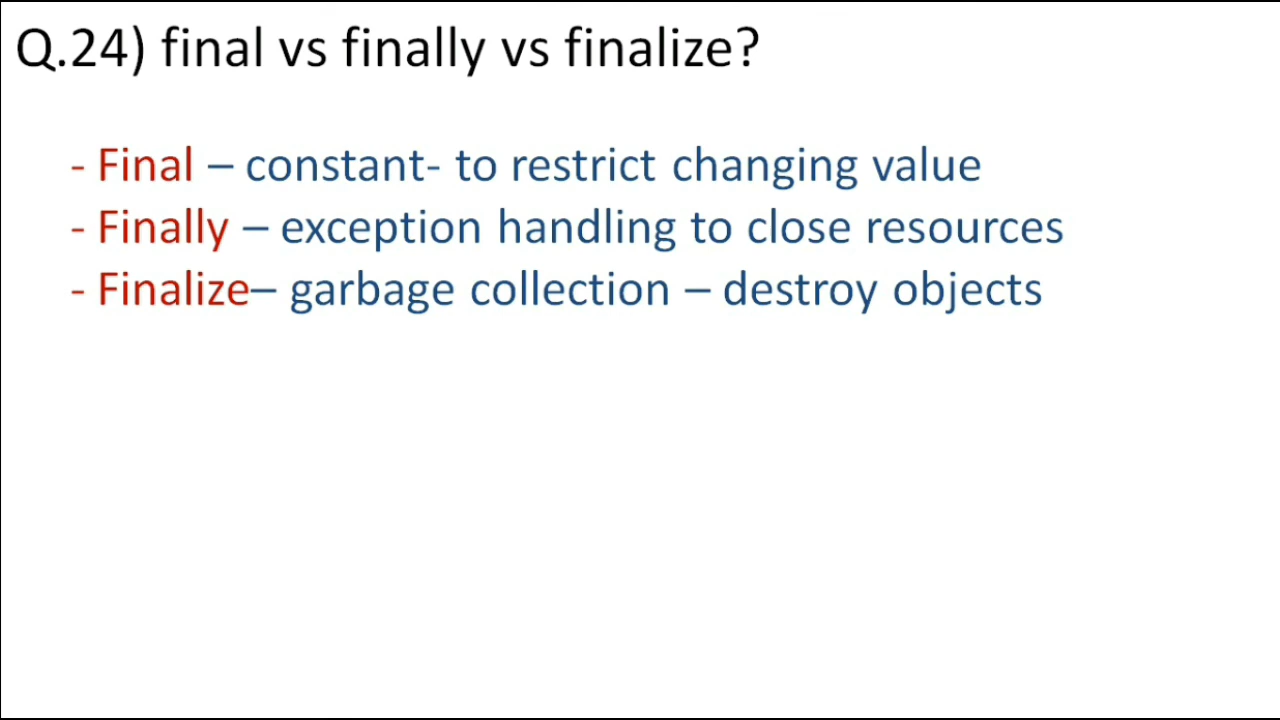 Q.24) final vs finally vs finalize?
- Final – constant- to restrict changing value
- Finally – exception handling to close resources
- Finalize– garbage collection – destroy objects